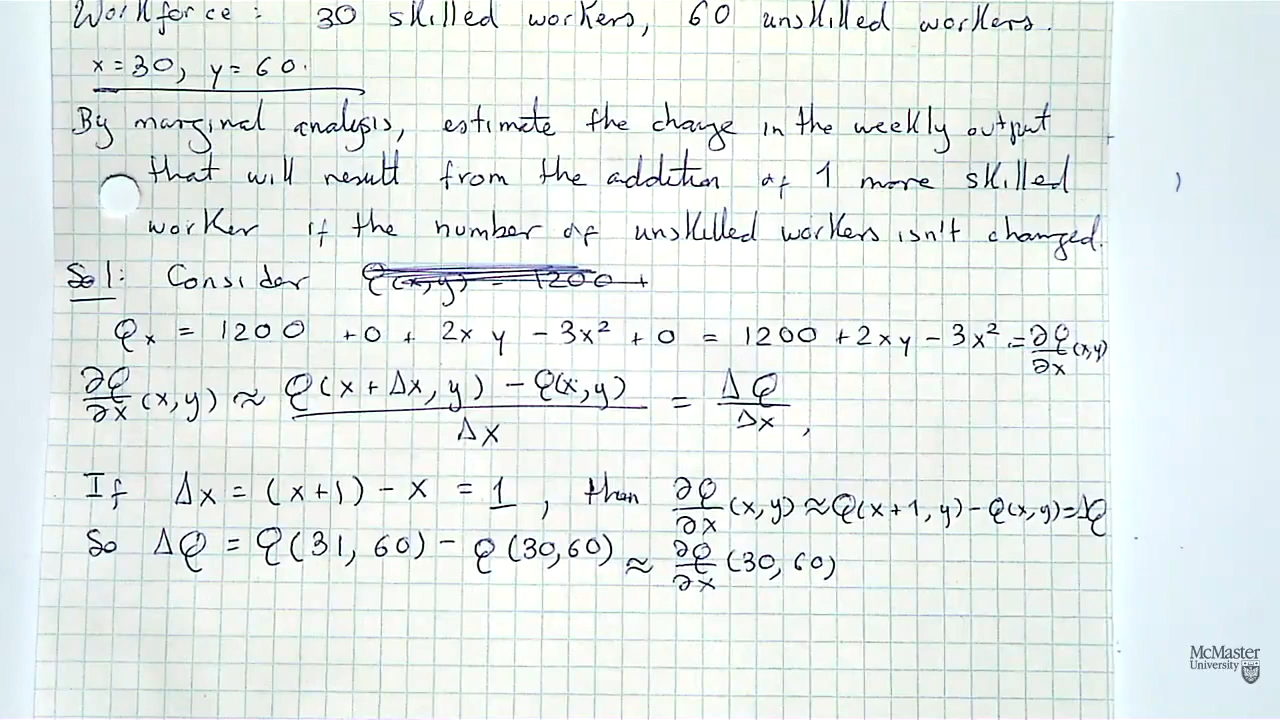 Workforce: 30 skilled workers, 60 unskilled workers.
x=30, y=60.
By marginal analysis, estimate the change in the weekly output
that will result from the addition of 1 more skilled
worker if the number of unskilled workers isn't changed.
Sol: Consider Q(x,y) = 1200 +
Qx = 1200 +0 + 2xy - 3x² + 0 = 1200 + 2xy - 3x² = ∂Q/∂x (x,y)
∂Q/∂x (x,y) ≈ Q(x+Δx, y) - Q(x,y) / Δx = ΔQ/Δx,
If Δx = (x+1) - x = 1, then ∂Q/∂x (x,y) ≈ Q(x+1, y) - Q(x,y) = ΔQ
So ΔQ = Q(31, 60) - Q(30,60) ≈ ∂Q/∂x (30, 60)
McMaster
University